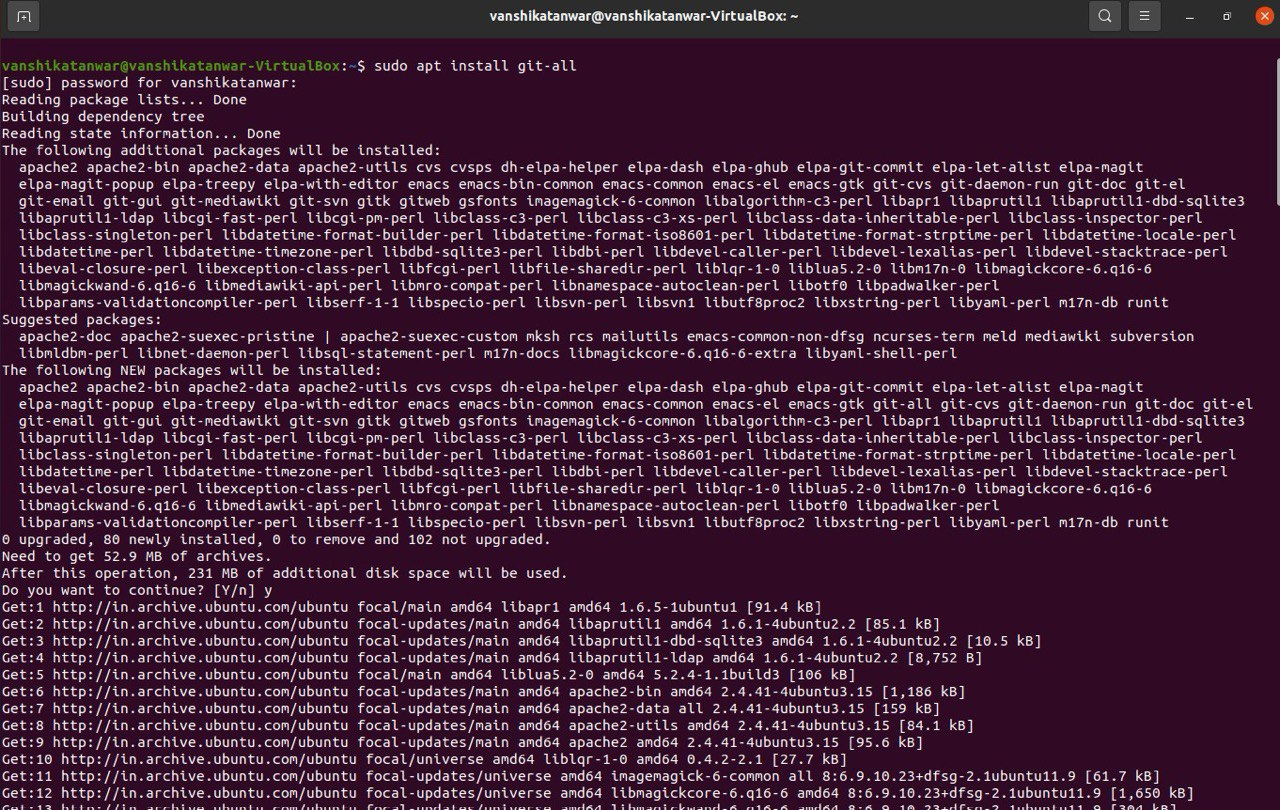 vanshikatanwar@vanshikatanwar-VirtualBox: ~
vanshikatanwar@vanshikatanwar-VirtualBox:~$ sudo apt install git-all
[sudo] password for vanshikatanwar:
Reading package lists... Done
Building dependency tree
Reading state information... Done
The following additional packages will be installed:
  apache2 apache2-bin apache2-data apache2-utils cvs cvsps dh-elpa-helper elpa-dash elpa-ghub elpa-git-commit elpa-let-alist elpa-magit
  elpa-magit-popup elpa-treepy elpa-with-editor emacs emacs-bin-common emacs-common emacs-el emacs-gtk git-cvs git-daemon-run git-doc git-el
  git-email git-gui git-mediawiki git-svn gitk gitweb gsfonts imagemagick-6-common libalgorithm-c3-perl libapr1 libaprutil1 libaprutil1-dbd-sqlite3
  libaprutil1-ldap libcgi-fast-perl libcgi-pm-perl libclass-c3-perl libclass-c3-xs-perl libclass-data-inheritable-perl libclass-inspector-perl
  libclass-singleton-perl libdatetime-format-builder-perl libdatetime-format-iso8601-perl libdatetime-format-strptime-perl libdatetime-locale-perl
  libdatetime-perl libdatetime-timezone-perl libdbd-sqlite3-perl libdbi-perl libdevel-caller-perl libdevel-lexalias-perl libdevel-stacktrace-perl
  libeval-closure-perl libexception-class-perl libfcgi-perl libfile-sharedir-perl liblqr-1-0 liblua5.2-0 libm17n-0 libmagickcore-6.q16-6
  libmagickwand-6.q16-6 libmediawiki-api-perl libmro-compat-perl libnamespace-autoclean-perl libotf0 libpadwalker-perl
  libparams-validationcompiler-perl libserf-1-1 libspecio-perl libsvn-perl libsvn1 libutf8proc2 libxstring-perl libyaml-perl m17n-db runit
Suggested packages:
  apache2-doc apache2-suexec-pristine | apache2-suexec-custom mksh rcs mailutils emacs-common-non-dfsg ncurses-term meld mediawiki subversion
  libmldbm-perl libnet-daemon-perl libsql-statement-perl m17n-docs libmagickcore-6.q16-6-extra libyaml-shell-perl
The following NEW packages will be installed:
  apache2 apache2-bin apache2-data apache2-utils cvs cvsps dh-elpa-helper elpa-dash elpa-ghub elpa-git-commit elpa-let-alist elpa-magit
  elpa-magit-popup elpa-treepy elpa-with-editor emacs emacs-bin-common emacs-common emacs-el emacs-gtk git-all git-cvs git-daemon-run git-doc git-el
  git-email git-gui git-mediawiki git-svn gitk gitweb gsfonts imagemagick-6-common libalgorithm-c3-perl libapr1 libaprutil1 libaprutil1-dbd-sqlite3
  libaprutil1-ldap libcgi-fast-perl libcgi-pm-perl libclass-c3-perl libclass-c3-xs-perl libclass-data-inheritable-perl libclass-inspector-perl
  libclass-singleton-perl libdatetime-format-builder-perl libdatetime-format-iso8601-perl libdatetime-format-strptime-perl libdatetime-locale-perl
  libdatetime-perl libdatetime-timezone-perl libdbd-sqlite3-perl libdbi-perl libdevel-caller-perl libdevel-lexalias-perl libdevel-stacktrace-perl
  libeval-closure-perl libexception-class-perl libfcgi-perl libfile-sharedir-perl liblqr-1-0 liblua5.2-0 libm17n-0 libmagickcore-6.q16-6
  libmagickwand-6.q16-6 libmediawiki-api-perl libmro-compat-perl libnamespace-autoclean-perl libotf0 libpadwalker-perl
  libparams-validationcompiler-perl libserf-1-1 libspecio-perl libsvn-perl libsvn1 libutf8proc2 libxstring-perl libyaml-perl m17n-db runit
0 upgraded, 80 newly installed, 0 to remove and 102 not upgraded.
Need to get 52.9 MB of archives.
After this operation, 231 MB of additional disk space will be used.
Do you want to continue? [Y/n] y
Get:1 http://in.archive.ubuntu.com/ubuntu focal/main amd64 libapr1 amd64 1.6.5-1ubuntu1 [91.4 kB]
Get:2 http://in.archive.ubuntu.com/ubuntu focal-updates/main amd64 libaprutil1 amd64 1.6.1-4ubuntu2.2 [85.1 kB]
Get:3 http://in.archive.ubuntu.com/ubuntu focal-updates/main amd64 libaprutil1-dbd-sqlite3 amd64 1.6.1-4ubuntu2.2 [10.5 kB]
Get:4 http://in.archive.ubuntu.com/ubuntu focal-updates/main amd64 libaprutil1-ldap amd64 1.6.1-4ubuntu2.2 [8,752 B]
Get:5 http://in.archive.ubuntu.com/ubuntu focal/main amd64 liblua5.2-0 amd64 5.2.4-1.1build3 [106 kB]
Get:6 http://in.archive.ubuntu.com/ubuntu focal-updates/main amd64 apache2-bin amd64 2.4.41-4ubuntu3.15 [1,186 kB]
Get:7 http://in.archive.ubuntu.com/ubuntu focal-updates/main amd64 apache2-data all 2.4.41-4ubuntu3.15 [159 kB]
Get:8 http://in.archive.ubuntu.com/ubuntu focal-updates/main amd64 apache2-utils amd64 2.4.41-4ubuntu3.15 [84.1 kB]
Get:9 http://in.archive.ubuntu.com/ubuntu focal-updates/main amd64 apache2 amd64 2.4.41-4ubuntu3.15 [95.6 kB]
Get:10 http://in.archive.ubuntu.com/ubuntu focal/universe amd64 liblqr-1-0 amd64 0.4.2-2.1 [27.7 kB]
Get:11 http://in.archive.ubuntu.com/ubuntu focal-updates/universe amd64 imagemagick-6-common all 8:6.9.10.23+dfsg-2.1ubuntu11.9 [61.7 kB]
Get:12 http://in.archive.ubuntu.com/ubuntu focal-updates/universe amd64 libmagickcore-6.q16-6 amd64 8:6.9.10.23+dfsg-2.1ubuntu11.9 [1,650 kB]